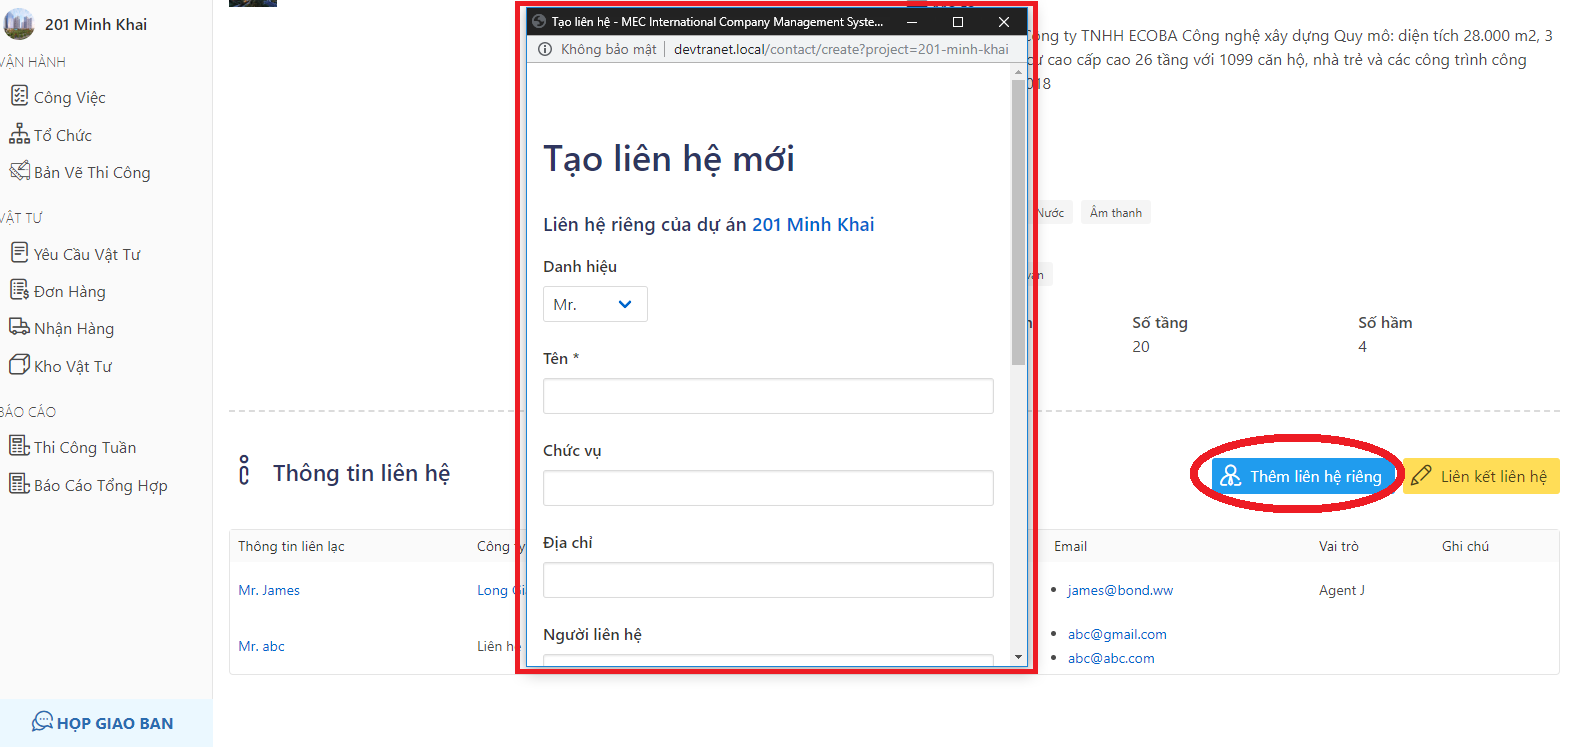 201 Minh Khai
VẬN HÀNH
Công Việc
Tổ Chức
Bản Vẽ Thi Công
VẬT TƯ
Yêu Cầu Vật Tư
Đơn Hàng
Nhận Hàng
Kho Vật Tư
BÁO CÁO
Thi Công Tuần
Báo Cáo Tổng Hợp
HỌP GIAO BAN
Tạo liên hệ - MEC International Company Management Syste...
Không bảo mật
devtranet.local/contact/create?project=201-minh-khai
Tạo liên hệ mới
Liên hệ riêng của dự án 201 Minh Khai
Danh hiệu
Mr.
Tên *
Chức vụ
Địa chỉ
Người liên hệ
ty TNHH ECOBA Công nghệ xây dựng Quy mô: diện tích 28.000 m2, 3
cao cấp cao 26 tầng với 1099 căn hộ, nhà trẻ và các công trình công
018
Nước
Âm thanh
Số tầng
20
Số hầm
4
Thông tin liên hệ
Thêm liên hệ riêng
Liên kết liên hệ
Thông tin liên lạc
Công ty
Email
Vai trò
Ghi chú
Mr. James
Long
james@bond.ww
Agent J
Mr. abc
Liên
abc@gmail.com
abc@abc.com